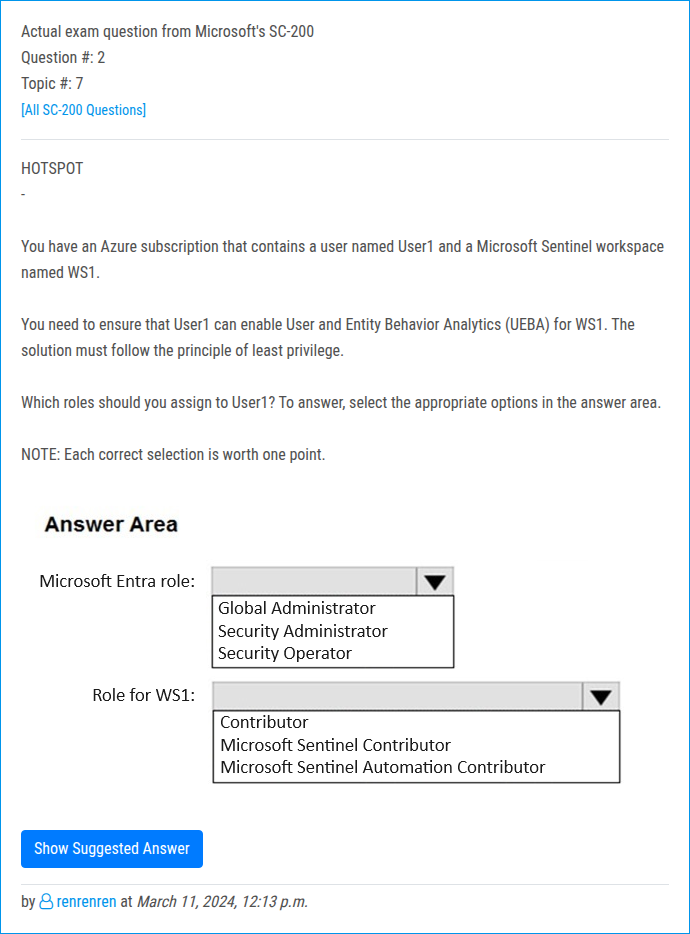 Actual exam question from Microsoft's SC-200
Question #: 2
Topic #: 7
[All SC-200 Questions]
HOTSPOT
-
You have an Azure subscription that contains a user named User1 and a Microsoft Sentinel workspace
named WS1.
You need to ensure that User1 can enable User and Entity Behavior Analytics (UEBA) for WS1. The
solution must follow the principle of least privilege.
Which roles should you assign to User1? To answer, select the appropriate options in the answer area.
NOTE: Each correct selection is worth one point.
Answer Area
Microsoft Entra role:
Global Administrator
Security Administrator
Security Operator
Role for WS1:
Contributor
Microsoft Sentinel Contributor
Microsoft Sentinel Automation Contributor
Show Suggested Answer
by renrenren at March 11, 2024, 12:13 p.m.